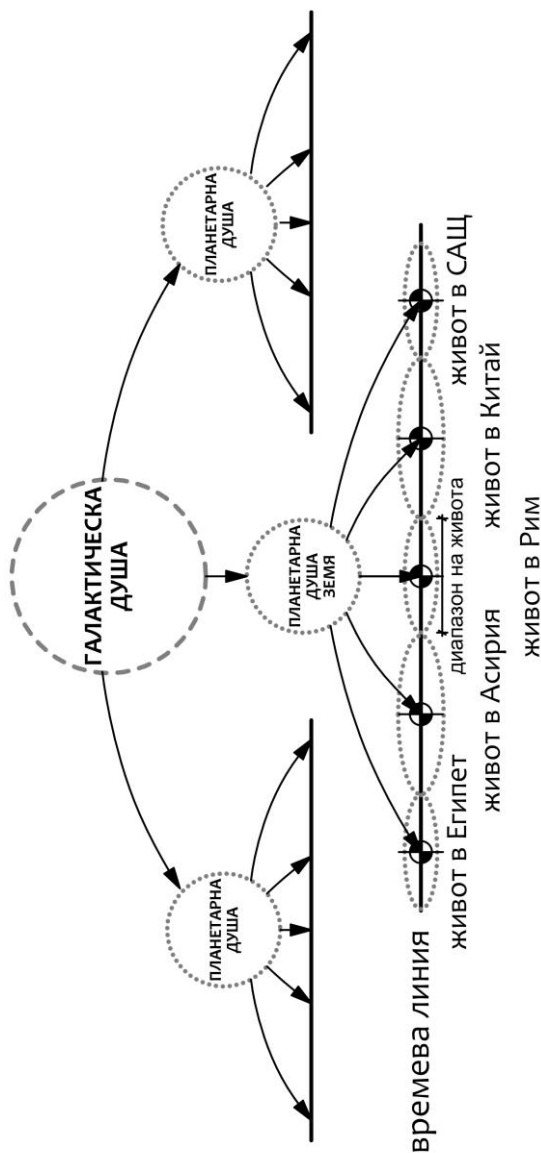 ГАЛАКТИЧЕСКА
ДУША
ПЛАНЕТАРНА
ДУША
ПЛАНЕТАРНА
ДУША
ПЛАНЕТАРНА
ДУША
ЗЕМЯ
диапазон на живота
времева линия
живот в Египет
живот в Асирия
живот в Рим
живот в Китай
живот в САЩ